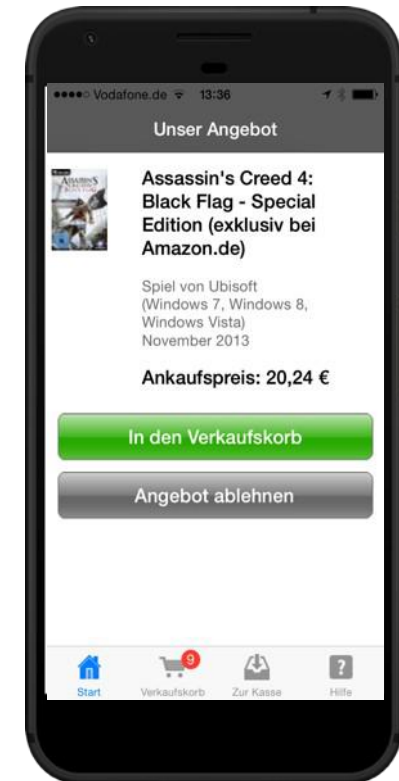 Vodafone.de 13:36
Unser Angebot
Assassin's Creed 4:
Black Flag - Special
Edition (exklusiv bei
Amazon.de)
Spiel von Ubisoft
(Windows 7, Windows 8,
Windows Vista)
November 2013
Ankaufspreis: 20,24 €
In den Verkaufskorb
Angebot ablehnen
9
Start Verkaufskorb Zur Kasse Hilfe